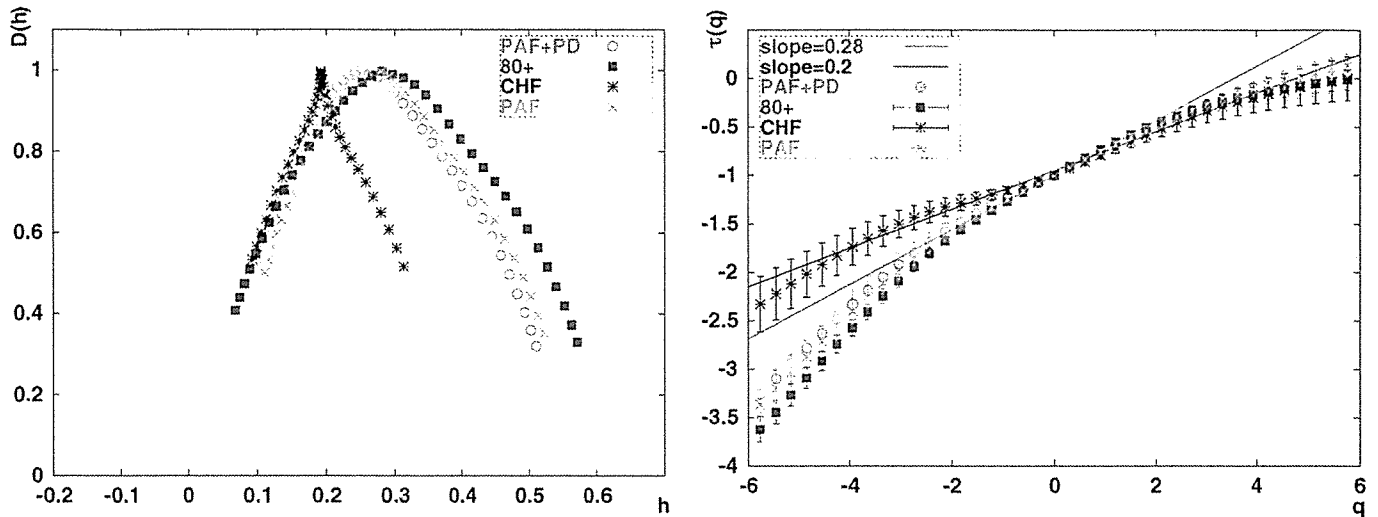 D(h)
PAF+PD
80+
CHF
PAF
1
0.8
0.6
0.4
0.2
0
-0.2 -0.1 0 0.1 0.2 0.3 0.4 0.5 0.6 h 0.7
τ(q)
slope=0.28
slope=0.2
PAF+PD
80+
CHF
PAF
0
-0.5
-1
-1.5
-2
-2.5
-3
-3.5
-4
-6 -4 -2 0 2 4 q 6